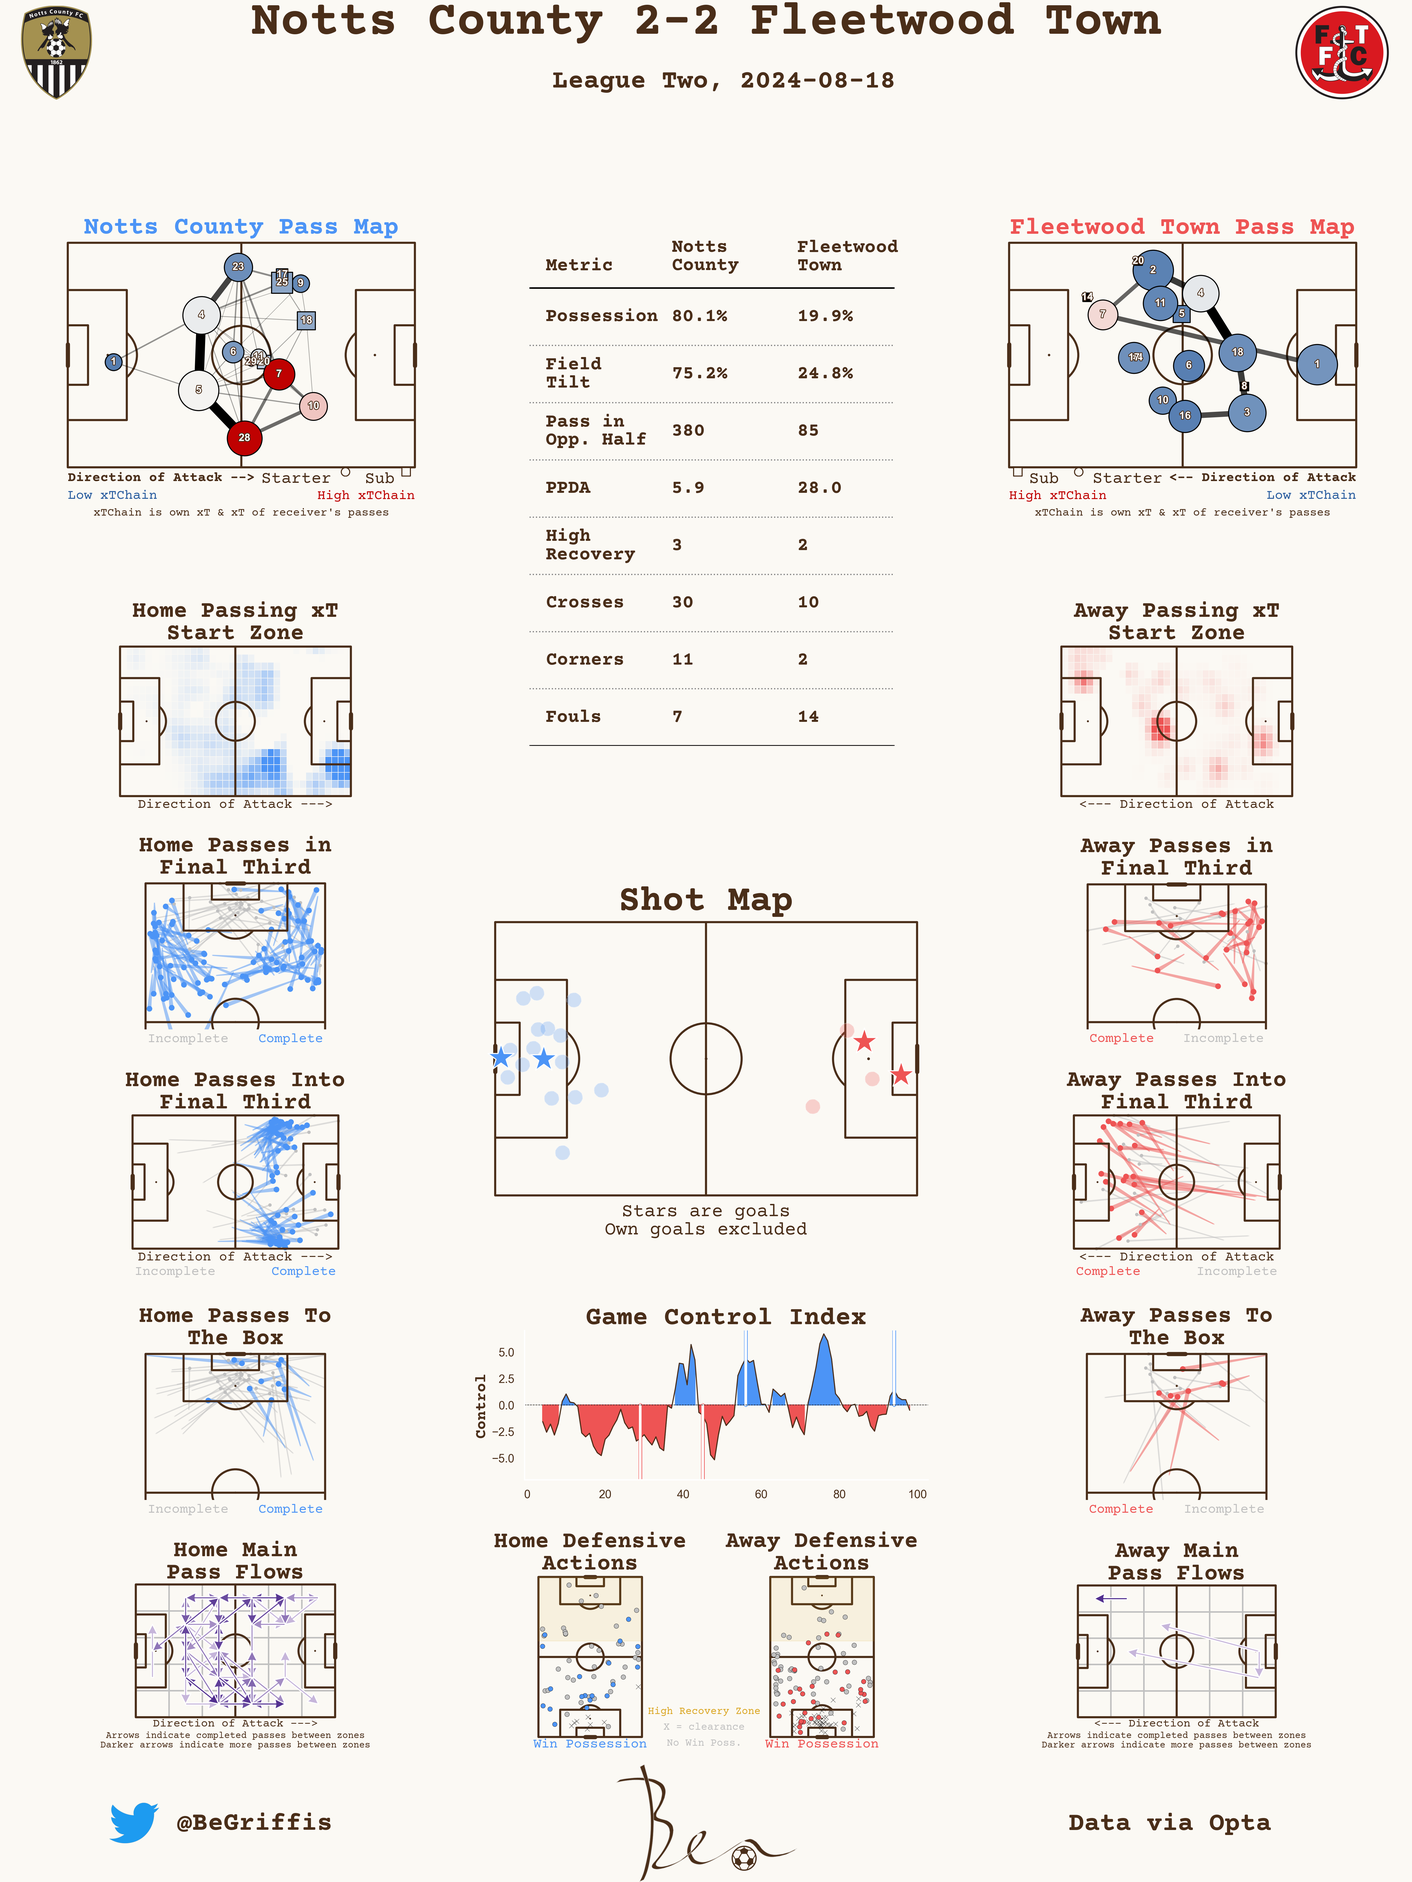 Notts County 2-2 Fleetwood Town
League Two, 2024-08-18
Notts County FC
1862
F T
F C
Notts County Pass Map
23
17
25
9
4
18
6
11
29
20
1
7
5
10
28
Direction of Attack --> Starter Sub
Low xTChain High xTChain
xTChain is own xT & xT of receiver's passes
Metric Notts County Fleetwood Town
Possession 80.1% 19.9%
Field Tilt 75.2% 24.8%
Pass in Opp. Half 380 85
PPDA 5.9 28.0
High Recovery 3 2
Crosses 30 10
Corners 11 2
Fouls 7 14
Fleetwood Town Pass Map
20
2
4
14
11
7
5
18
1
6
8
10
16
3
Sub Starter <-- Direction of Attack
High xTChain Low xTChain
xTChain is own xT & xT of receiver's passes
Home Passing xT
Start Zone
Direction of Attack --->
Away Passing xT
Start Zone
<--- Direction of Attack
Home Passes in
Final Third
Incomplete Complete
Away Passes in
Final Third
Complete Incomplete
Shot Map
Stars are goals
Own goals excluded
Home Passes Into
Final Third
Direction of Attack --->
Incomplete Complete
Away Passes Into
Final Third
<--- Direction of Attack
Complete Incomplete
Home Passes To
The Box
Incomplete Complete
Game Control Index
Control
5.0
2.5
0.0
−2.5
−5.0
0 20 40 60 80 100
Away Passes To
The Box
Complete Incomplete
Home Main
Pass Flows
Direction of Attack --->
Arrows indicate completed passes between zones
Darker arrows indicate more passes between zones
Home Defensive
Actions
Win Possession
High Recovery Zone
X = clearance
No Win Poss.
Away Defensive
Actions
Win Possession
Away Main
Pass Flows
<--- Direction of Attack
Arrows indicate completed passes between zones
Darker arrows indicate more passes between zones
@BeGriffis
Ben
Data via Opta